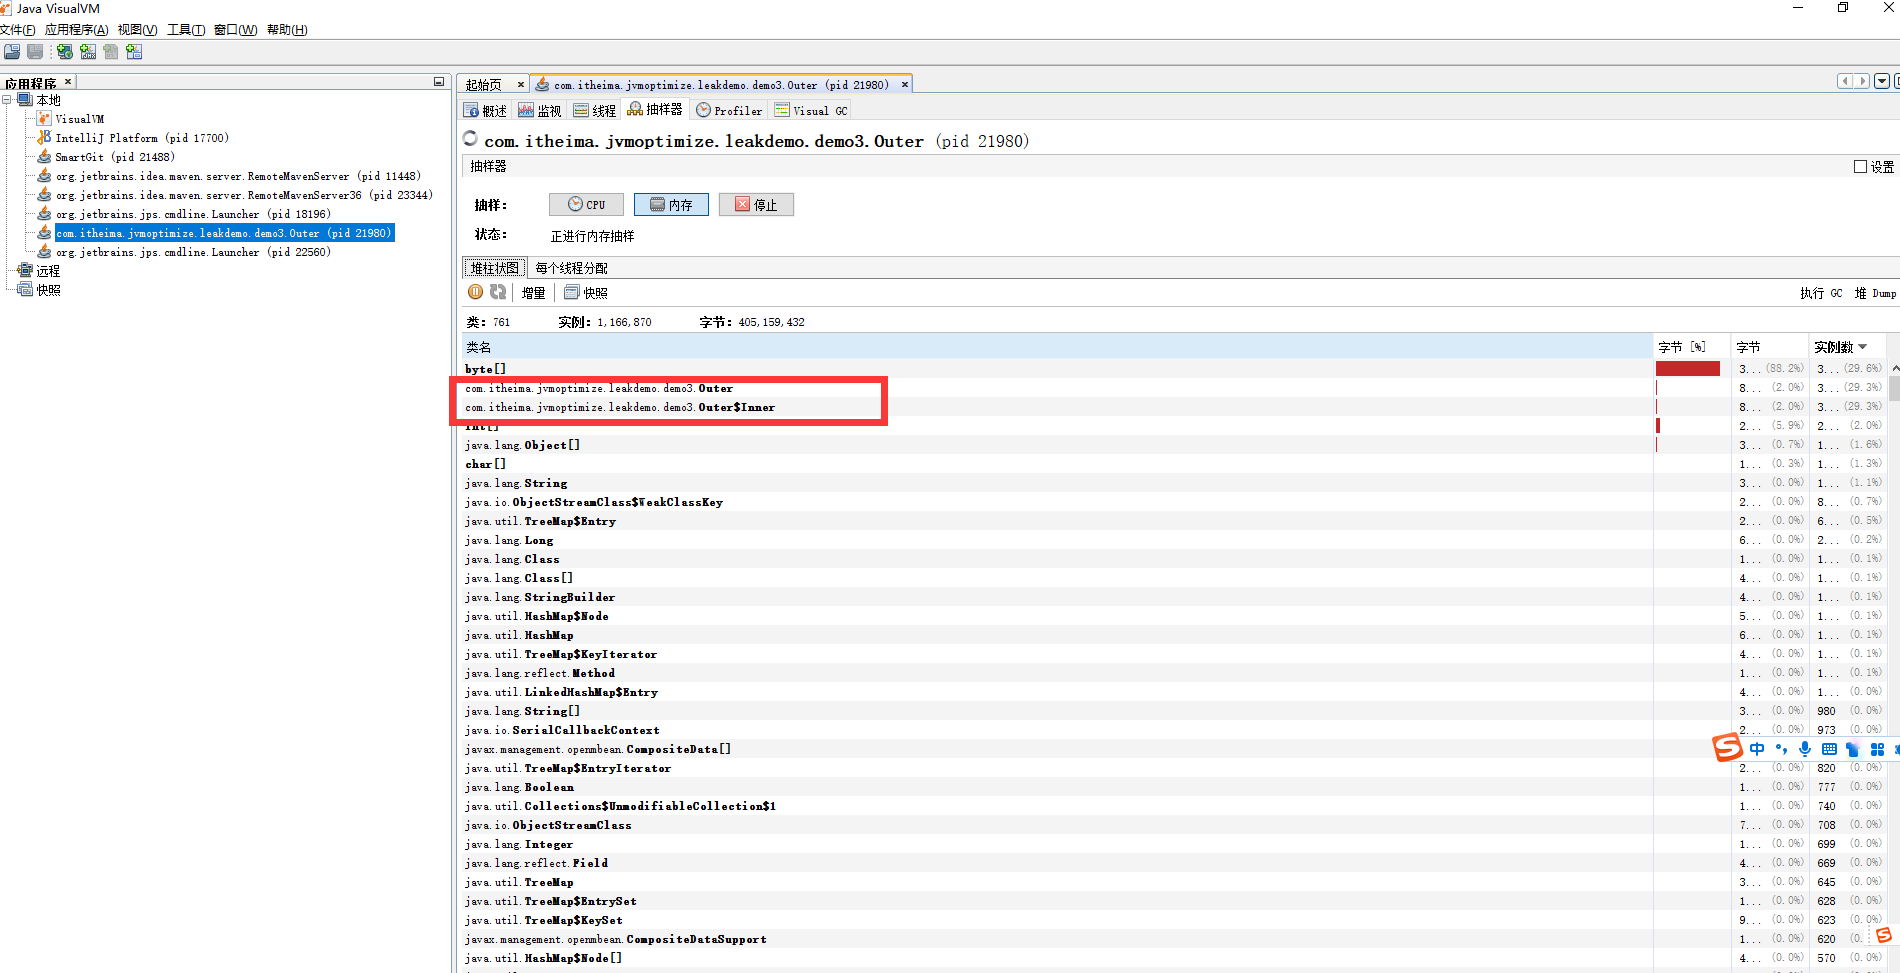 Java VisualVM
文件(F) 应用程序(A) 视图(V) 工具(T) 窗口(W) 帮助(H)
应用程序
本地
VisualVM
IntelliJ Platform (pid 17700)
SmartGit (pid 21488)
org.jetbrains.idea.maven.server.RemoteMavenServer (pid 11448)
org.jetbrains.idea.maven.server.RemoteMavenServer36 (pid 23344)
org.jetbrains.jps.cmdline.Launcher (pid 18196)
com.itheima.jvmoptimize.leakdemo.demo3.Outer (pid 21980)
org.jetbrains.jps.cmdline.Launcher (pid 22560)
远程
快照
起始页 com.itheima.jvmoptimize.leakdemo.demo3.Outer (pid 21980)
概述 监视 线程 抽样器 Profiler Visual GC
com.itheima.jvmoptimize.leakdemo.demo3.Outer (pid 21980)
抽样器 设置
抽样: CPU 内存 停止
状态: 正进行内存抽样
堆柱状图 每个线程分配
增量 快照 执行 GC 堆 Dump
类: 761 实例: 1,166,870 字节: 405,159,432
类名 字节 [%] 字节 实例数
byte[] 3... (88.2%) 3... (29.6%)
com.itheima.jvmoptimize.leakdemo.demo3.Outer 8... (2.0%) 3... (29.3%)
com.itheima.jvmoptimize.leakdemo.demo3.Outer$Inner 8... (2.0%) 3... (29.3%)
int[] 2... (5.9%) 2... (2.0%)
java.lang.Object[] 3... (0.7%) 1... (1.6%)
char[] 1... (0.3%) 1... (1.3%)
java.lang.String 3... (0.0%) 1... (1.1%)
java.io.ObjectStreamClass$WeakClassKey 2... (0.0%) 8... (0.7%)
java.util.TreeMap$Entry 2... (0.0%) 6... (0.5%)
java.lang.Long 6... (0.0%) 2... (0.2%)
java.lang.Class 1... (0.0%) 1... (0.1%)
java.lang.Class[] 4... (0.0%) 1... (0.1%)
java.lang.StringBuilder 4... (0.0%) 1... (0.1%)
java.util.HashMap$Node 5... (0.0%) 1... (0.1%)
java.util.HashMap 6... (0.0%) 1... (0.1%)
java.util.TreeMap$KeyIterator 4... (0.0%) 1... (0.1%)
java.lang.reflect.Method 1... (0.0%) 1... (0.1%)
java.util.LinkedHashMap$Entry 4... (0.0%) 1... (0.0%)
java.lang.String[] 3... (0.0%) 980 (0.0%)
java.io.SerialCallbackContext 2... (0.0%) 973 (0.0%)
javax.management.openmbean.CompositeData[]
中
java.util.TreeMap$EntryIterator 2... (0.0%) 820 (0.0%)
java.lang.Boolean 1... (0.0%) 777 (0.0%)
java.util.Collections$UnmodifiableCollection$1 1... (0.0%) 740 (0.0%)
java.io.ObjectStreamClass 7... (0.0%) 708 (0.0%)
java.lang.Integer 1... (0.0%) 699 (0.0%)
java.lang.reflect.Field 4... (0.0%) 669 (0.0%)
java.util.TreeMap 3... (0.0%) 645 (0.0%)
java.util.TreeMap$EntrySet 1... (0.0%) 628 (0.0%)
java.util.TreeMap$KeySet 9... (0.0%) 623 (0.0%)
javax.management.openmbean.CompositeDataSupport 1... (0.0%) 620 (0.
java.util.HashMap$Node[] 4... (0.0%) 570 (0.0%)